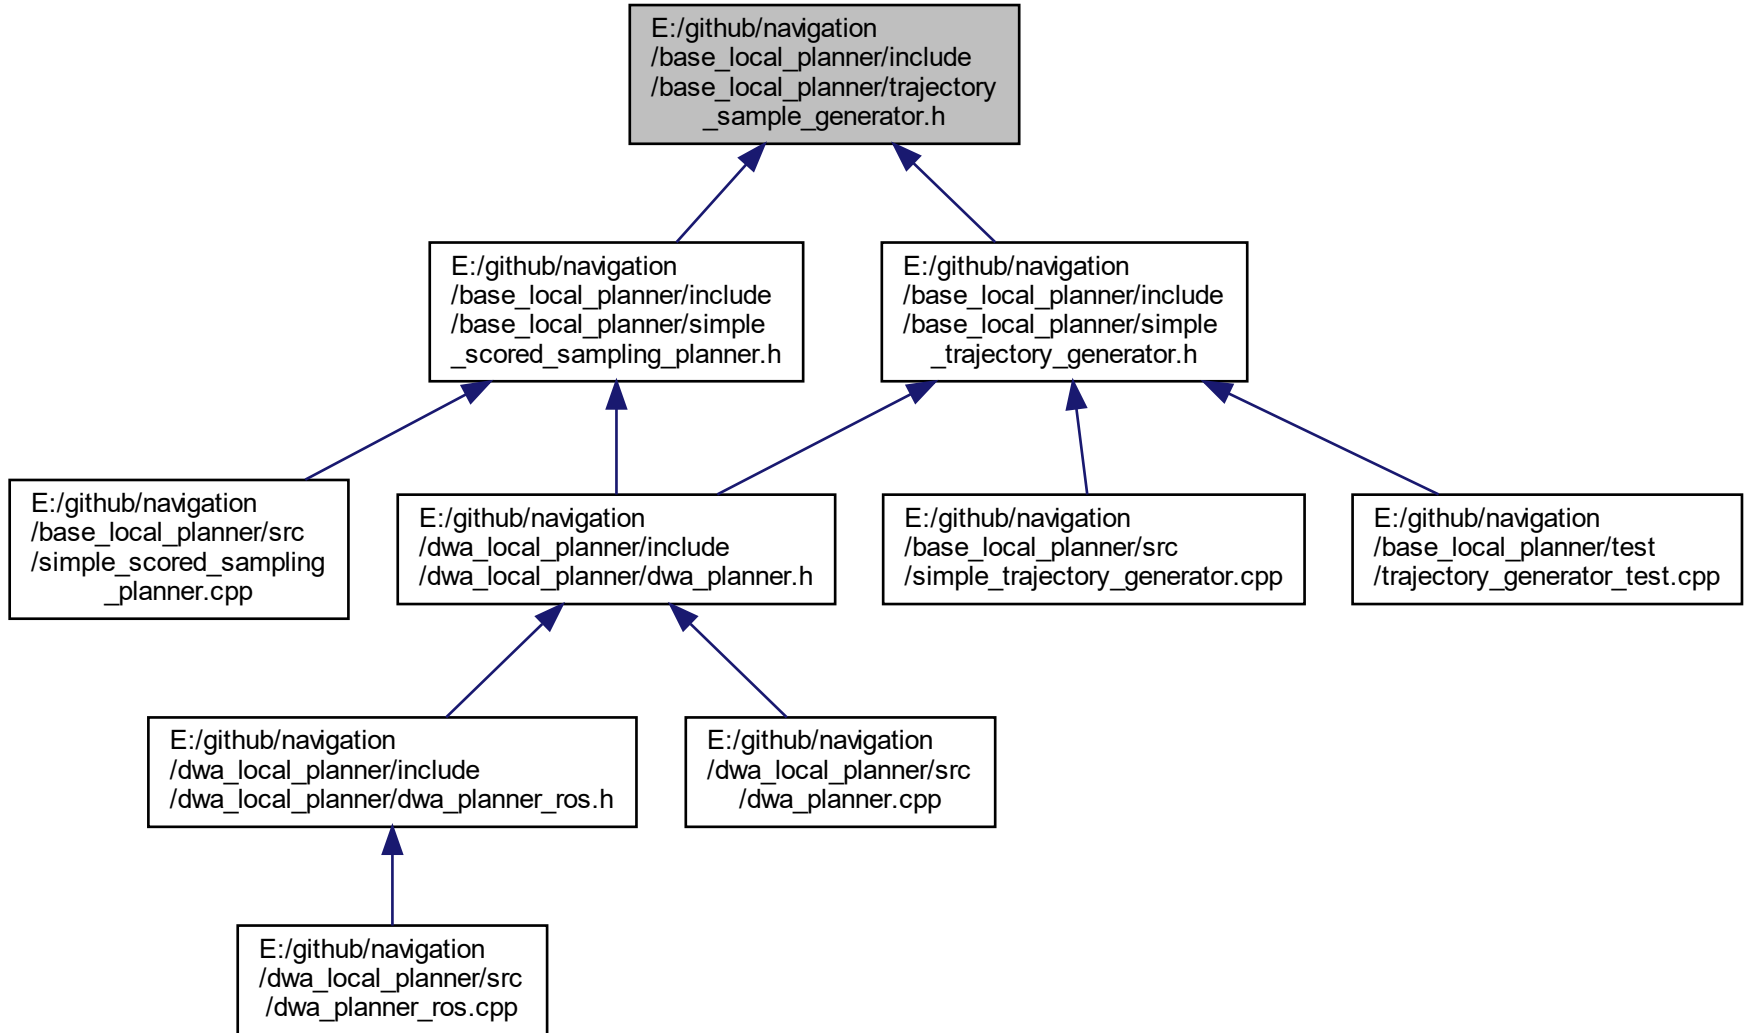 E:/github/navigation
/base_local_planner/include
/base_local_planner/trajectory
_sample_generator.h
E:/github/navigation
/base_local_planner/include
/base_local_planner/simple
_scored_sampling_planner.h
E:/github/navigation
/base_local_planner/include
/base_local_planner/simple
_trajectory_generator.h
E:/github/navigation
/base_local_planner/src
/simple_scored_sampling
_planner.cpp
E:/github/navigation
/dwa_local_planner/include
/dwa_local_planner/dwa_planner.h
E:/github/navigation
/base_local_planner/src
/simple_trajectory_generator.cpp
E:/github/navigation
/base_local_planner/test
/trajectory_generator_test.cpp
E:/github/navigation
/dwa_local_planner/include
/dwa_local_planner/dwa_planner_ros.h
E:/github/navigation
/dwa_local_planner/src
/dwa_planner.cpp
E:/github/navigation
/dwa_local_planner/src
/dwa_planner_ros.cpp